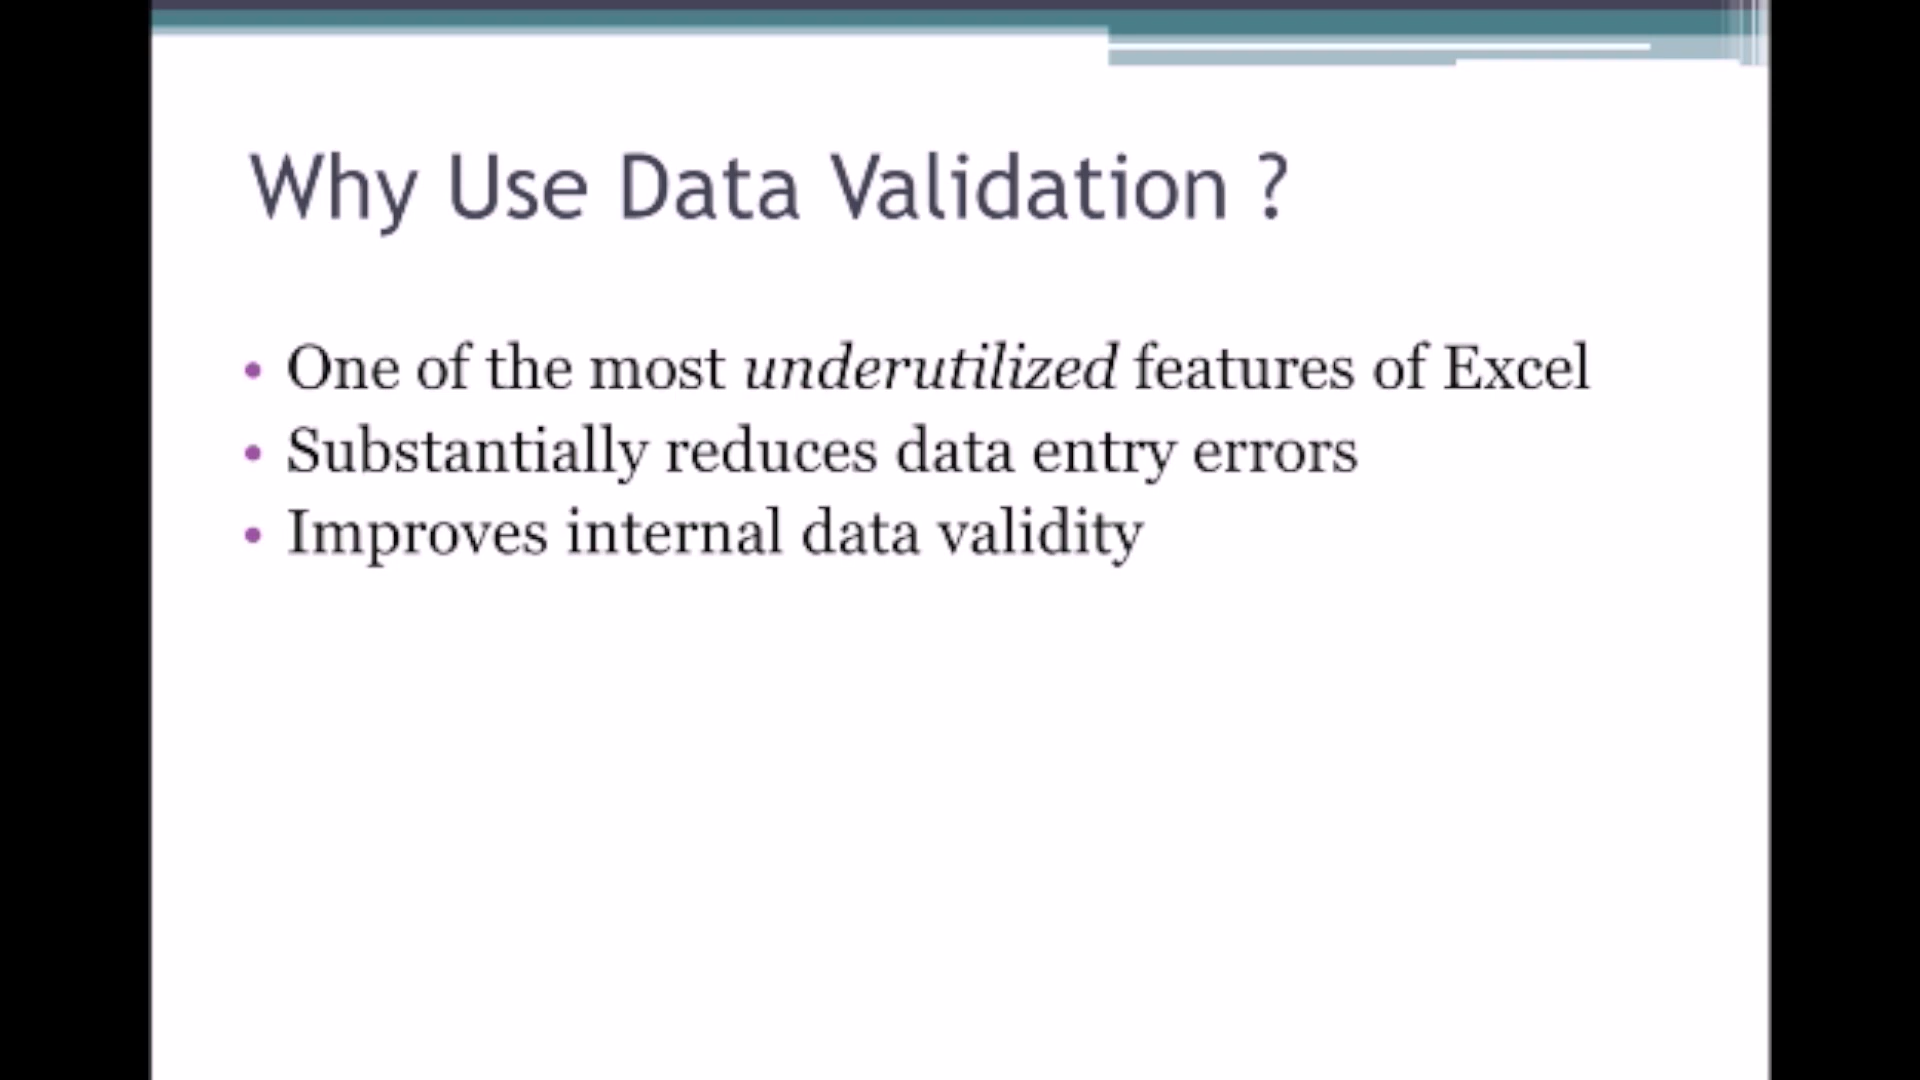 Why Use Data Validation ?
• One of the most underutilized features of Excel
• Substantially reduces data entry errors
• Improves internal data validity